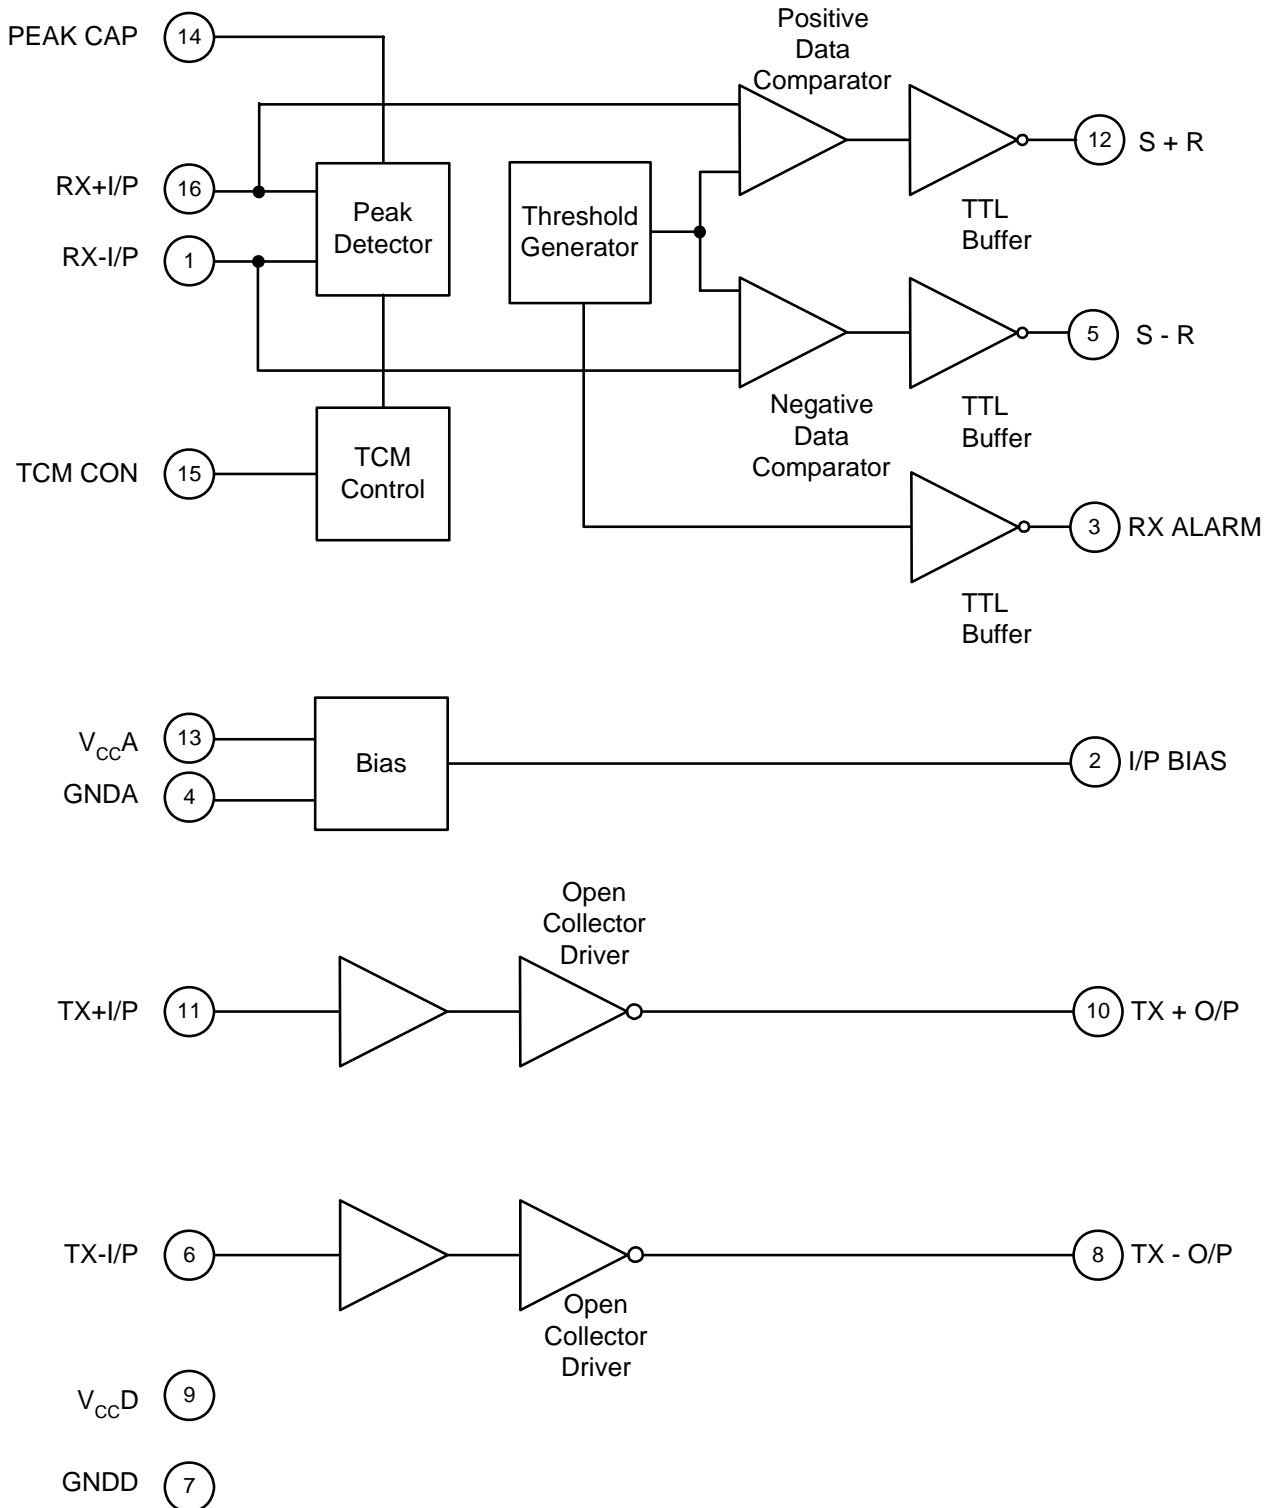 Positive
Data
Comparator
PEAK CAP 14
12 S + R
RX+I/P 16
Peak
Detector
Threshold
Generator
TTL
Buffer
RX-I/P 1
5 S - R
Negative
Data
Comparator
TTL
Buffer
TCM CON 15
TCM
Control
3 RX ALARM
TTL
Buffer
VCCA 13
Bias
2 I/P BIAS
GNDA 4
Open
Collector
Driver
TX+I/P 11
10 TX + O/P
TX-I/P 6
8 TX - O/P
Open
Collector
Driver
VCCD 9
GNDD 7